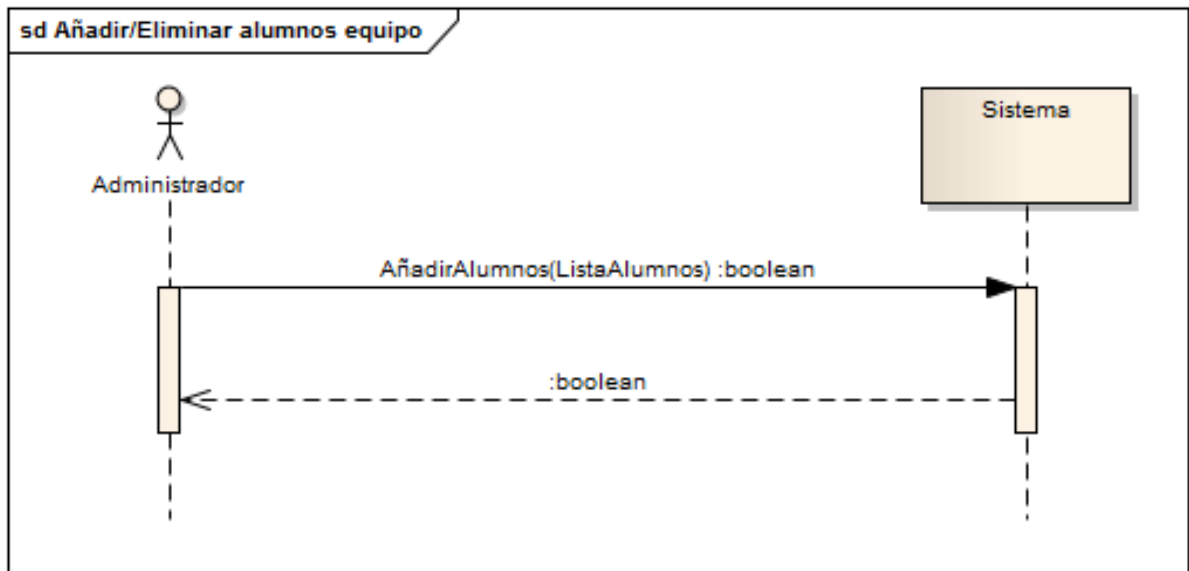 sd Añadir/Eliminar alumnos equipo
Administrador
Sistema
AñadirAlumnos(ListaAlumnos) :boolean
:boolean